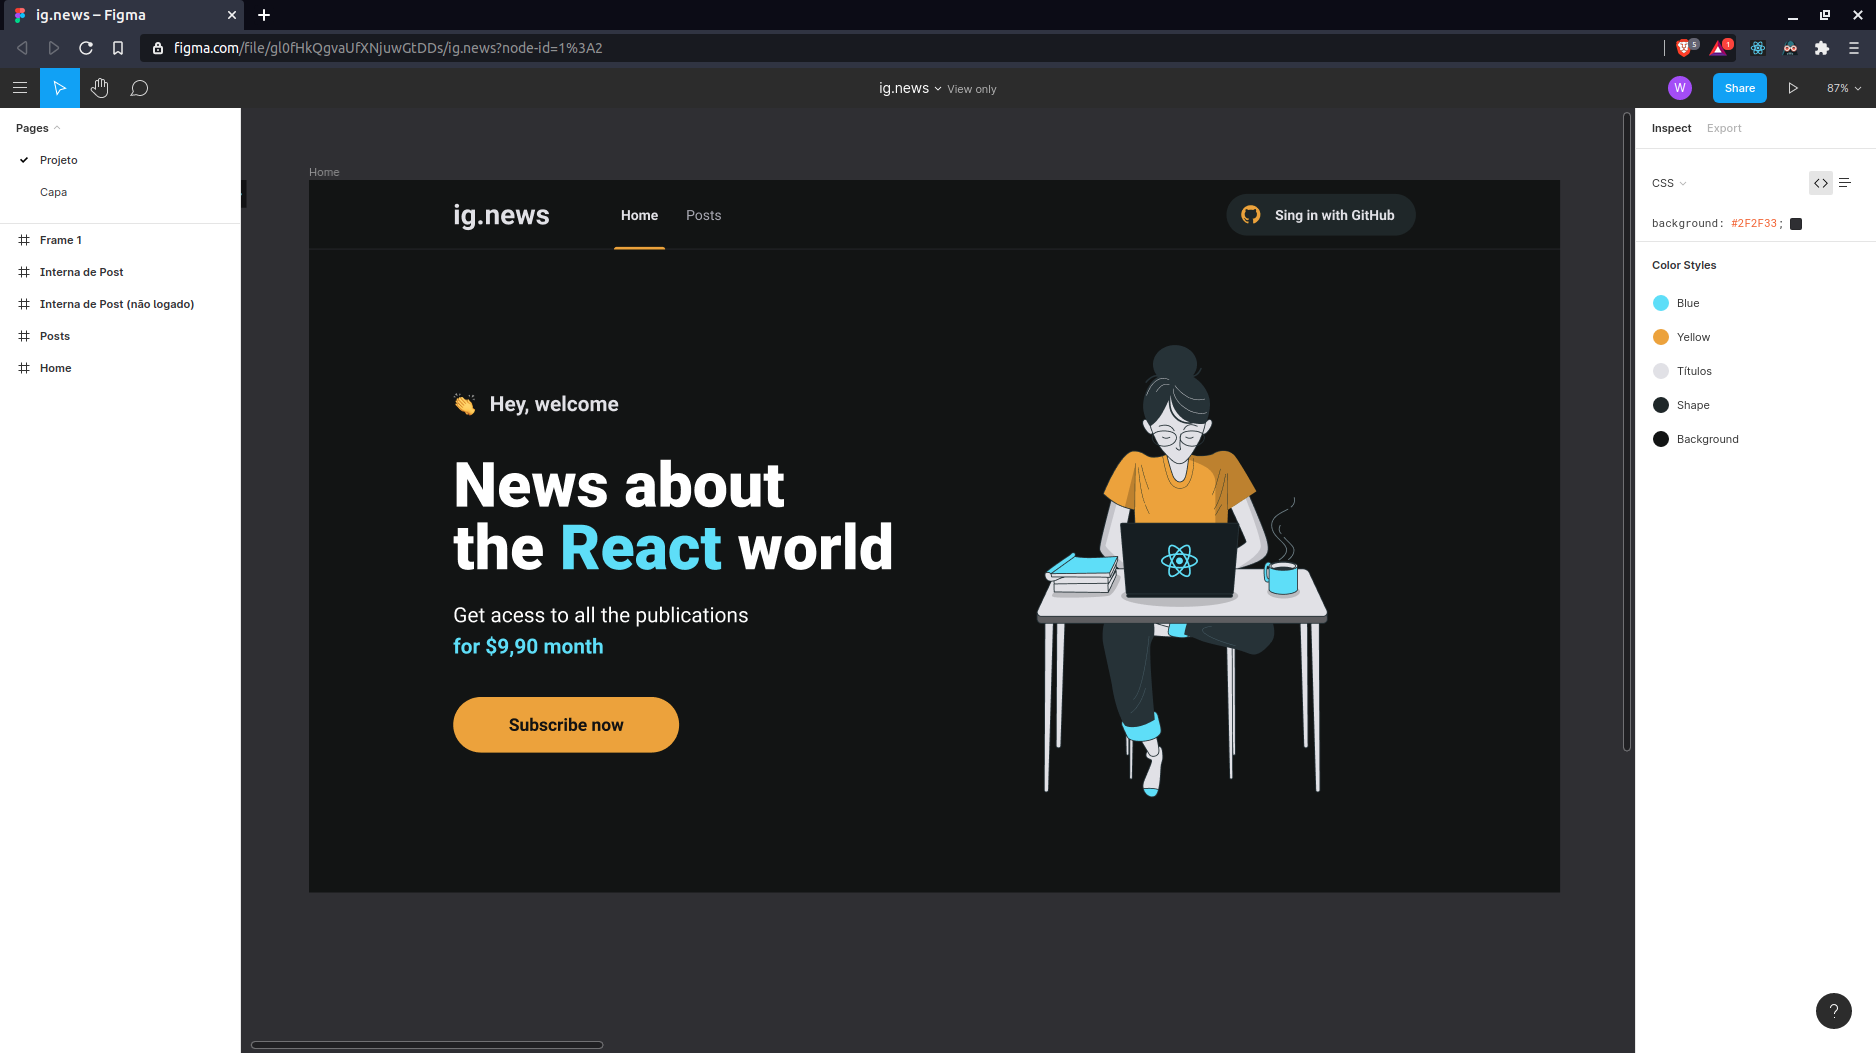 ig.news – Figma
figma.com/file/gl0fHkQgvaUfXNjuwGtDDs/ig.news?node-id=1%3A2
5
1
ig.news View only
W
Share
87%
Pages
Projeto
Capa
Frame 1
Interna de Post
Interna de Post (não logado)
Posts
Home
Home
ig.news
Home
Posts
Sing in with GitHub
Hey, welcome
News about
the React world
Get acess to all the publications
for $9,90 month
Subscribe now
Inspect
Export
CSS
background: #2F2F33;
Color Styles
Blue
Yellow
Títulos
Shape
Background
?